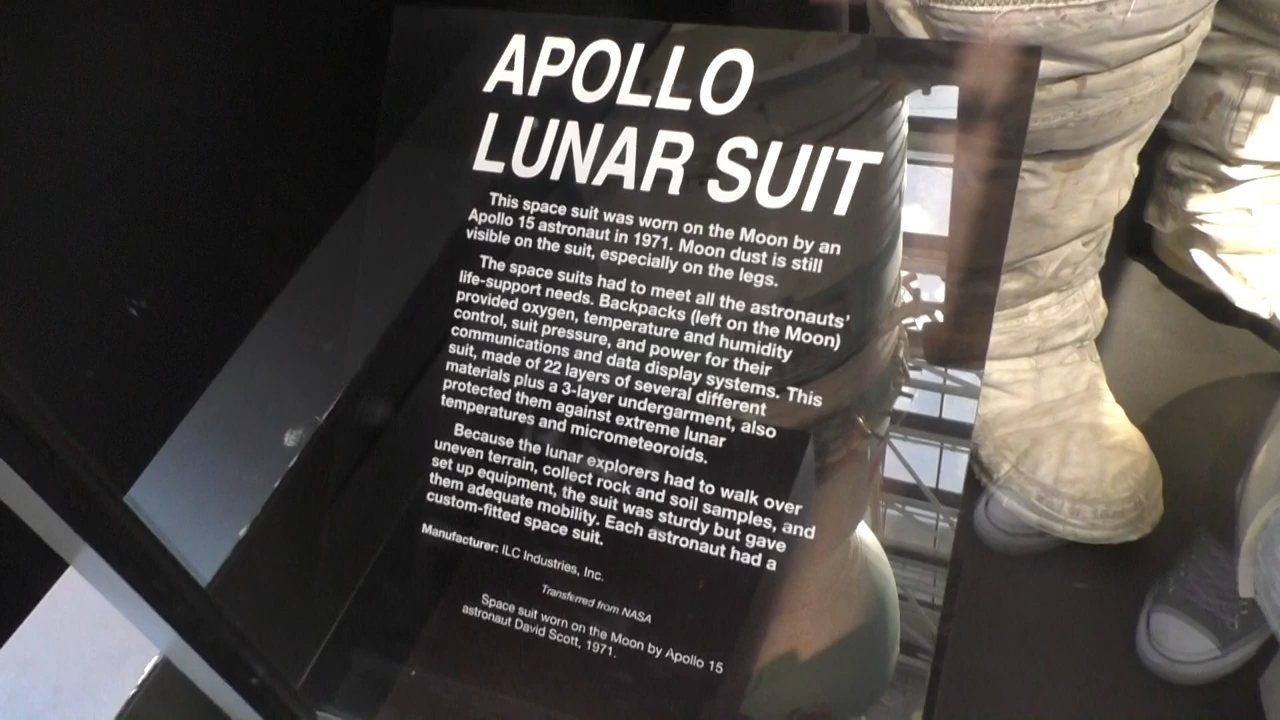 APOLLO
LUNAR SUIT
This space suit was worn on the Moon by an
Apollo 15 astronaut in 1971. Moon dust is still
visible on the suit, especially on the legs.
The space suits had to meet all the astronauts'
life-support needs. Backpacks (left on the Moon)
provided oxygen, temperature and humidity
control, suit pressure, and power for their
communications and data display systems. This
suit, made of 22 layers of several different
materials plus a 3-layer undergarment, also
protected them against extreme lunar
temperatures and micrometeoroids.
Because the lunar explorers had to walk over
uneven terrain, collect rock and soil samples, and
set up equipment, the suit was sturdy but gave
them adequate mobility. Each astronaut had a
custom-fitted space suit.
Manufacturer: ILC Industries, Inc.
Transferred from NASA
Space suit worn on the Moon by Apollo 15
astronaut David Scott, 1971.